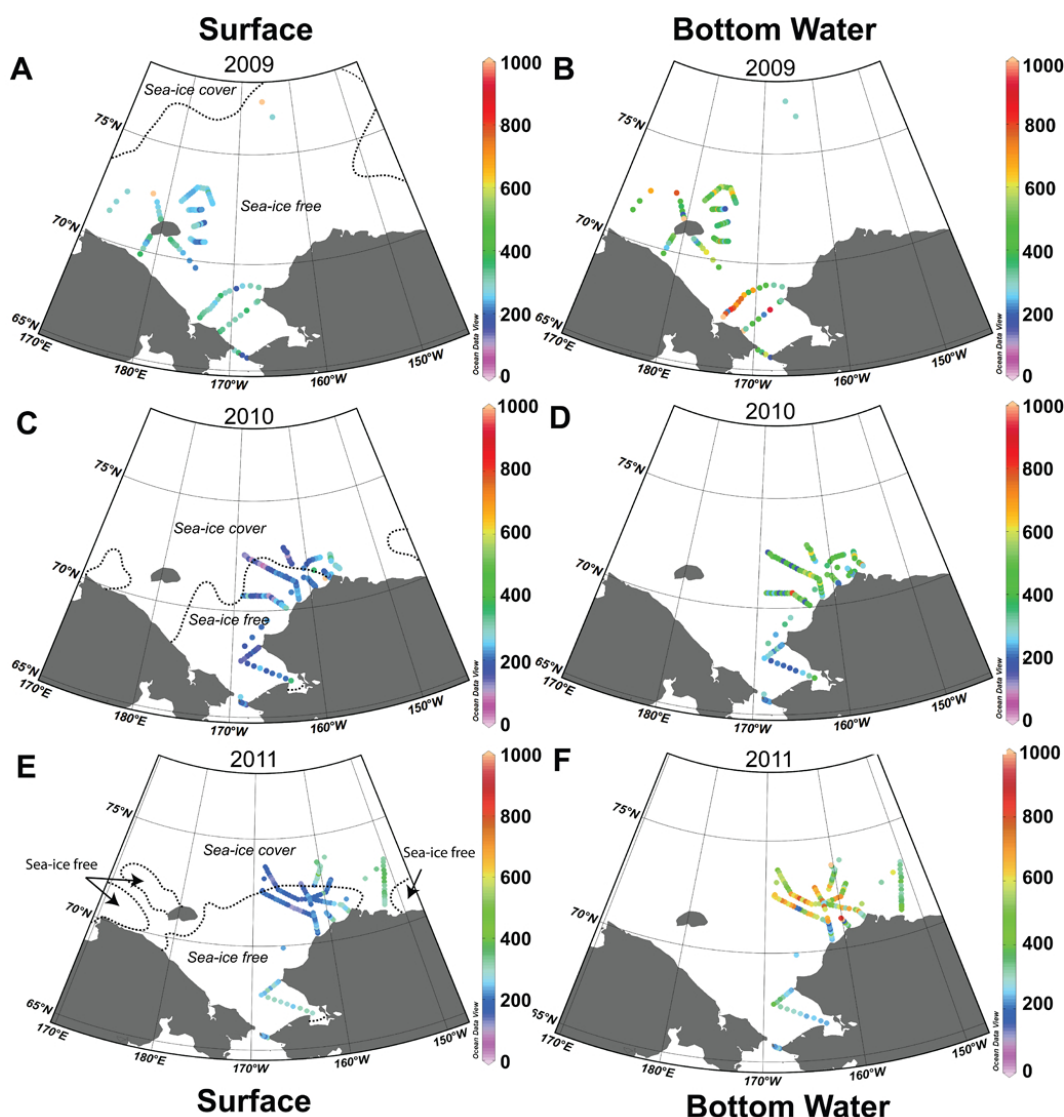 Surface
Bottom Water
A
2009
Sea-ice cover
Sea-ice free
75°N
70°N
65°N
170°E
180°E
170°W
160°W
150°W
1000
800
600
400
200
0
Ocean Data View
B
2009
75°N
70°N
65°N
170°E
180°E
170°W
160°W
150°W
1000
800
600
400
200
0
Ocean Data View
C
2010
Sea-ice cover
Sea-ice free
75°N
70°N
65°N
170°E
180°E
170°W
160°W
150°W
1000
800
600
400
200
0
Ocean Data View
D
2010
75°N
70°N
65°N
170°E
180°E
170°W
160°W
150°W
1000
800
600
400
200
0
Ocean Data View
E
2011
Sea-ice cover
Sea-ice free
Sea-ice free
Sea-ice free
75°N
70°N
65°N
170°E
180°E
170°W
160°W
150°W
1000
800
600
400
200
0
Ocean Data View
F
2011
75°N
70°N
65°N
170°E
180°E
170°W
160°W
150°W
1000
800
600
400
200
0
Ocean Data View
Surface
Bottom Water